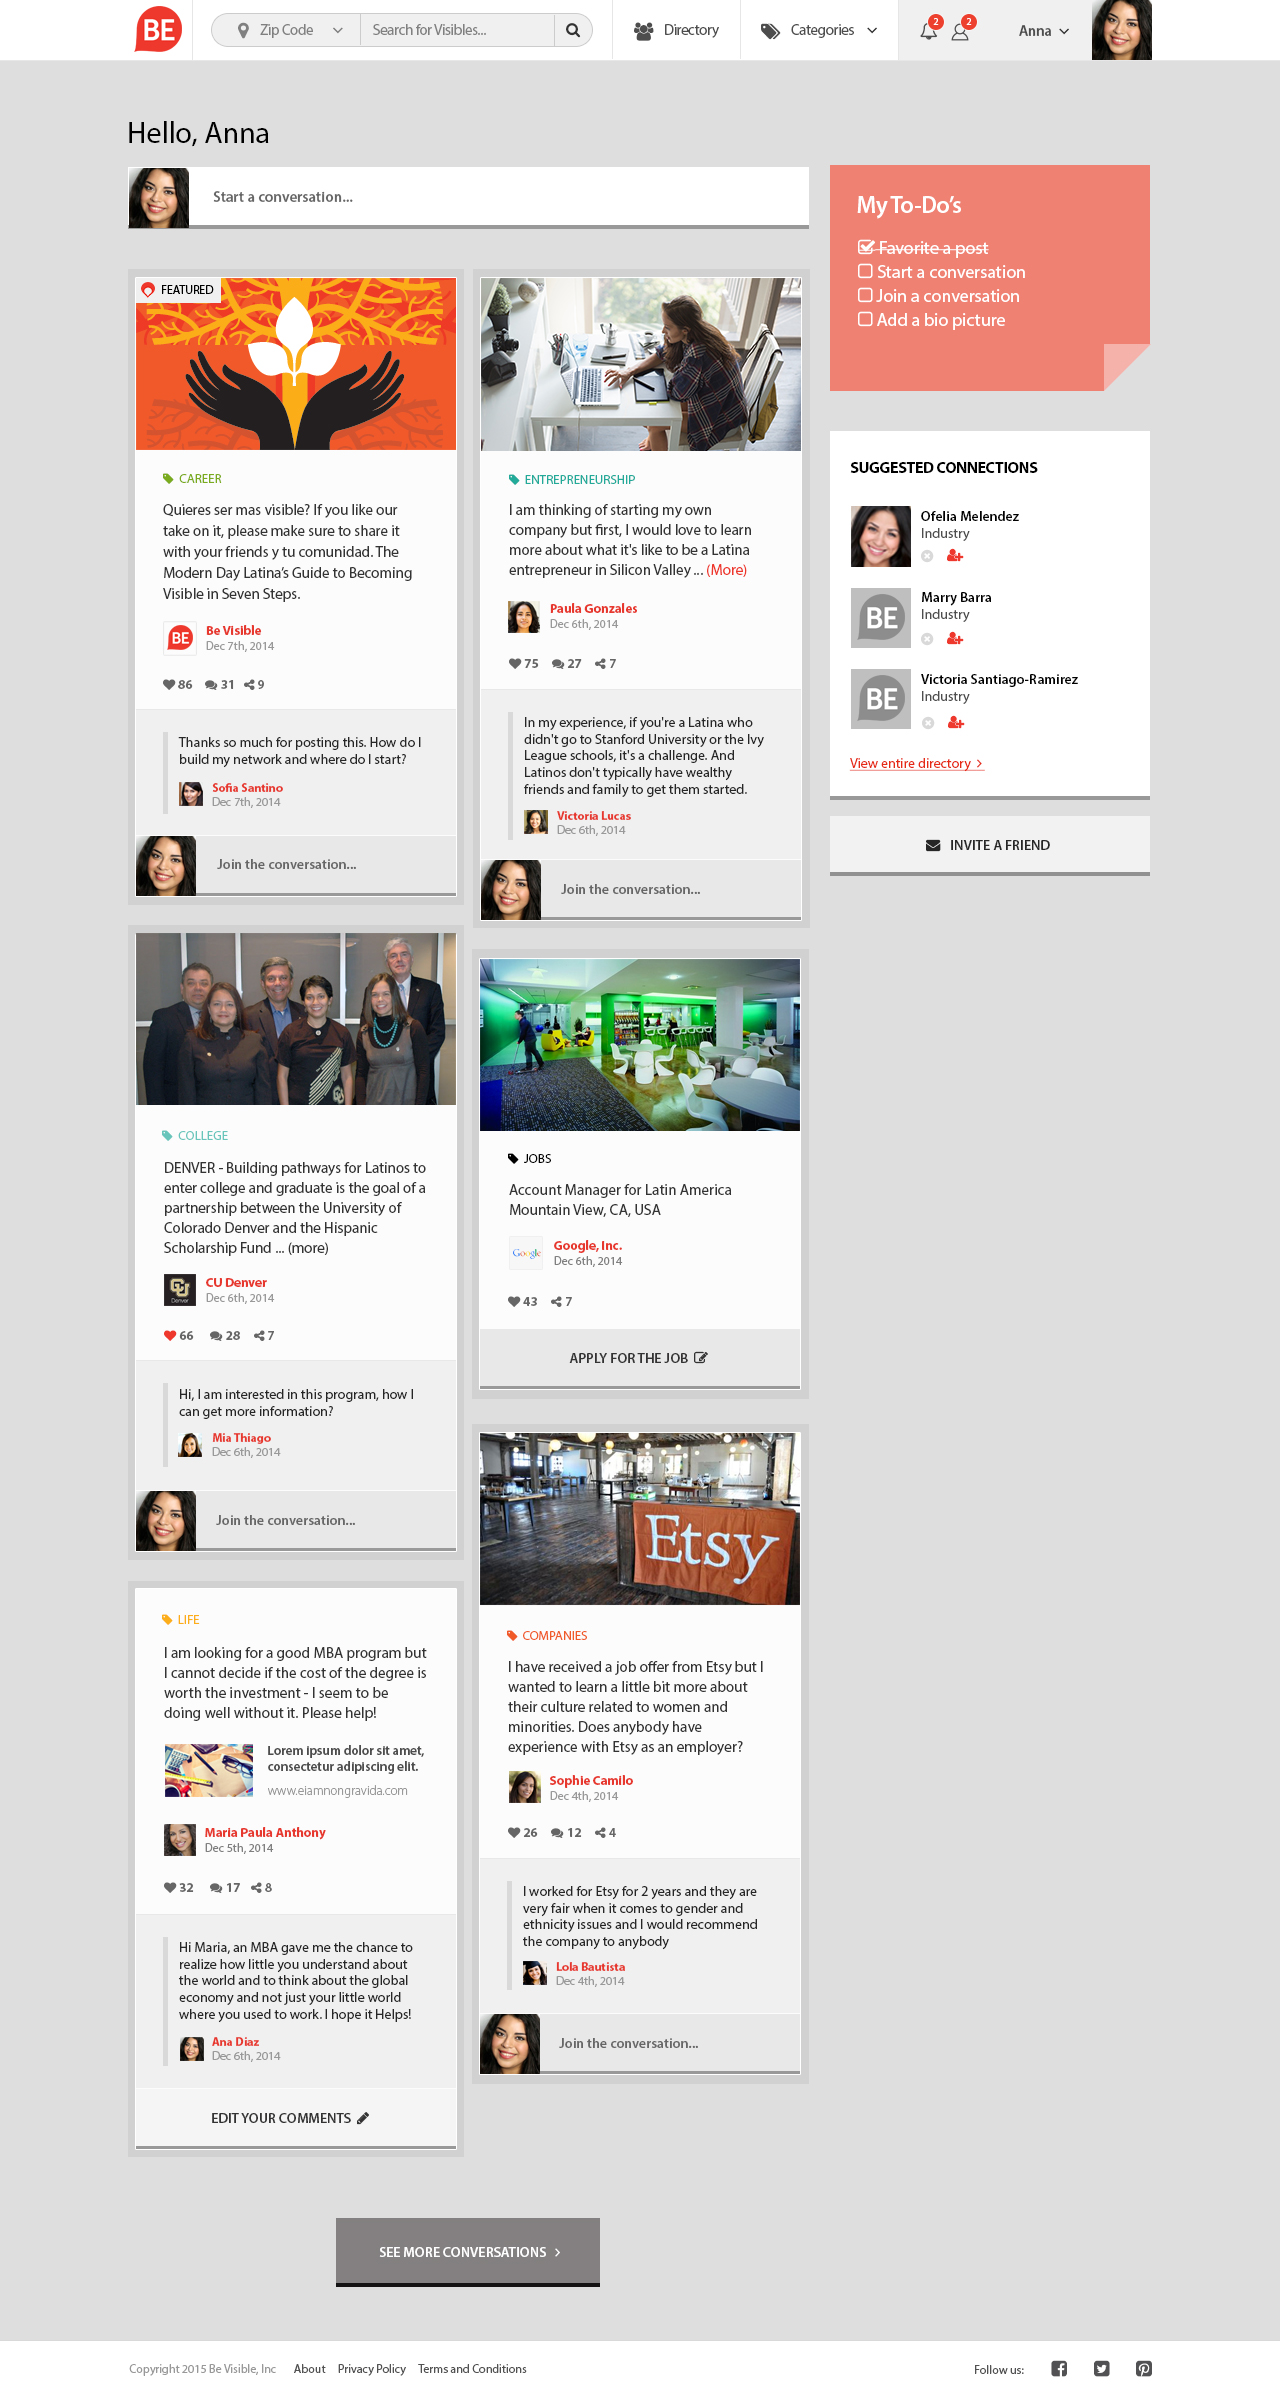 BE
Zip Code
Search for Visibles...
Directory
Categories
2
2
Anna
Hello, Anna
Start a conversation...
FEATURED
CAREER
Quieres ser mas visible? If you like our
take on it, please make sure to share it
with your friends y tu comunidad. The
Modern Day Latina's Guide to Becoming
Visible in Seven Steps.
BE
Be Visible
Dec 7th, 2014
86 31 9
Thanks so much for posting this. How do I
build my network and where do I start?
Sofia Santino
Dec 7th, 2014
Join the conversation...
COLLEGE
DENVER - Building pathways for Latinos to
enter college and graduate is the goal of a
partnership between the University of
Colorado Denver and the Hispanic
Scholarship Fund ... (more)
CU
Denver
CU Denver
Dec 6th, 2014
66 28 7
Hi, I am interested in this program, how I
can get more information?
Mia Thiago
Dec 6th, 2014
Join the conversation...
LIFE
I am looking for a good MBA program but
I cannot decide if the cost of the degree is
worth the investment - I seem to be
doing well without it. Please help!
Lorem ipsum dolor sit amet,
consectetur adipiscing elit.
www.eiamnongravida.com
Maria Paula Anthony
Dec 5th, 2014
32 17 8
Hi Maria, an MBA gave me the chance to
realize how little you understand about
the world and to think about the global
economy and not just your little world
where you used to work. I hope it Helps!
Ana Diaz
Dec 6th, 2014
EDIT YOUR COMMENTS
ENTREPRENEURSHIP
I am thinking of starting my own
company but first, I would love to learn
more about what it's like to be a Latina
entrepreneur in Silicon Valley ... (More)
Paula Gonzales
Dec 6th, 2014
75 27 7
In my experience, if you're a Latina who
didn't go to Stanford University or the Ivy
League schools, it's a challenge. And
Latinos don't typically have wealthy
friends and family to get them started.
Victoria Lucas
Dec 6th, 2014
Join the conversation...
JOBS
Account Manager for Latin America
Mountain View, CA, USA
Google
Google, Inc.
Dec 6th, 2014
43 7
APPLY FOR THE JOB
Etsy
COMPANIES
I have received a job offer from Etsy but I
wanted to learn a little bit more about
their culture related to women and
minorities. Does anybody have
experience with Etsy as an employer?
Sophie Camilo
Dec 4th, 2014
26 12 4
I worked for Etsy for 2 years and they are
very fair when it comes to gender and
ethnicity issues and I would recommend
the company to anybody
Lola Bautista
Dec 4th, 2014
Join the conversation...
My To-Do's
Favorite a post
Start a conversation
Join a conversation
Add a bio picture
SUGGESTED CONNECTIONS
Ofelia Melendez
Industry
BE
Marry Barra
Industry
BE
Victoria Santiago-Ramirez
Industry
View entire directory
INVITE A FRIEND
SEE MORE CONVERSATIONS
Copyright 2015 Be Visible, Inc About Privacy Policy Terms and Conditions
Follow us: